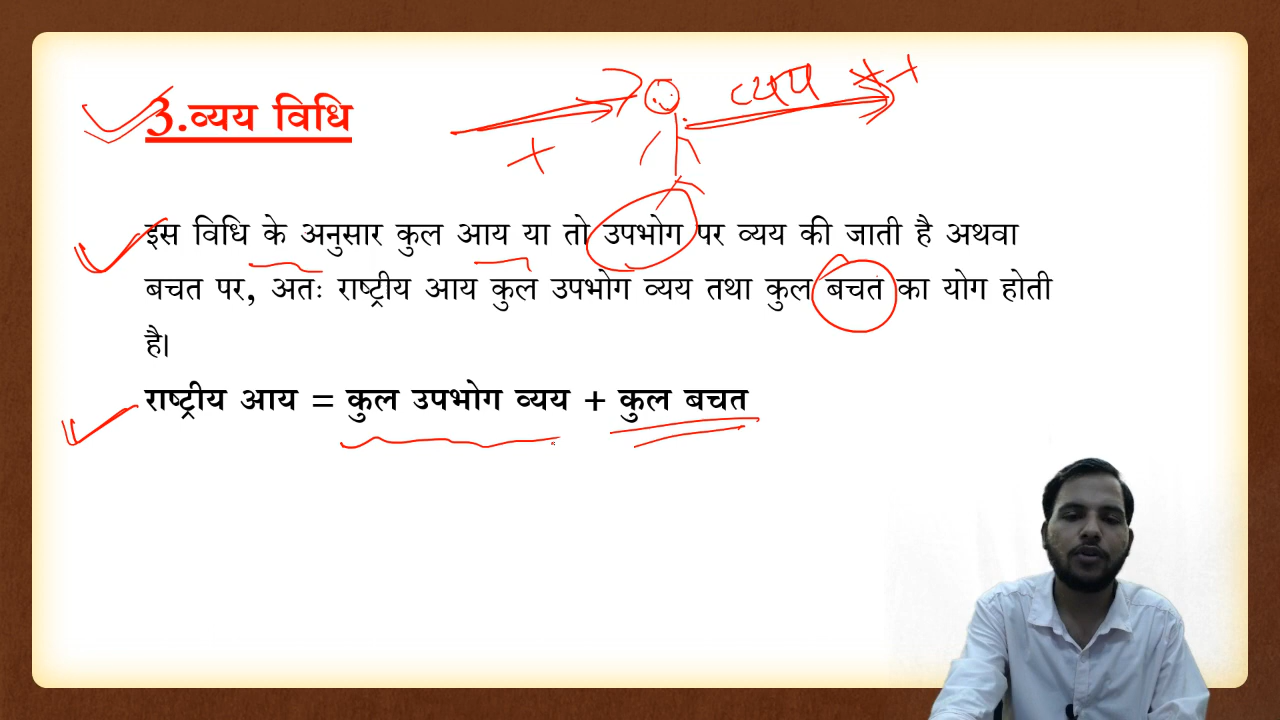 3.व्यय विधि
व्यय
इस विधि के अनुसार कुल आय या तो उपभोग पर व्यय की जाती है अथवा
बचत पर, अतः राष्ट्रीय आय कुल उपभोग व्यय तथा कुल बचत का योग होती
है।
राष्ट्रीय आय = कुल उपभोग व्यय + कुल बचत